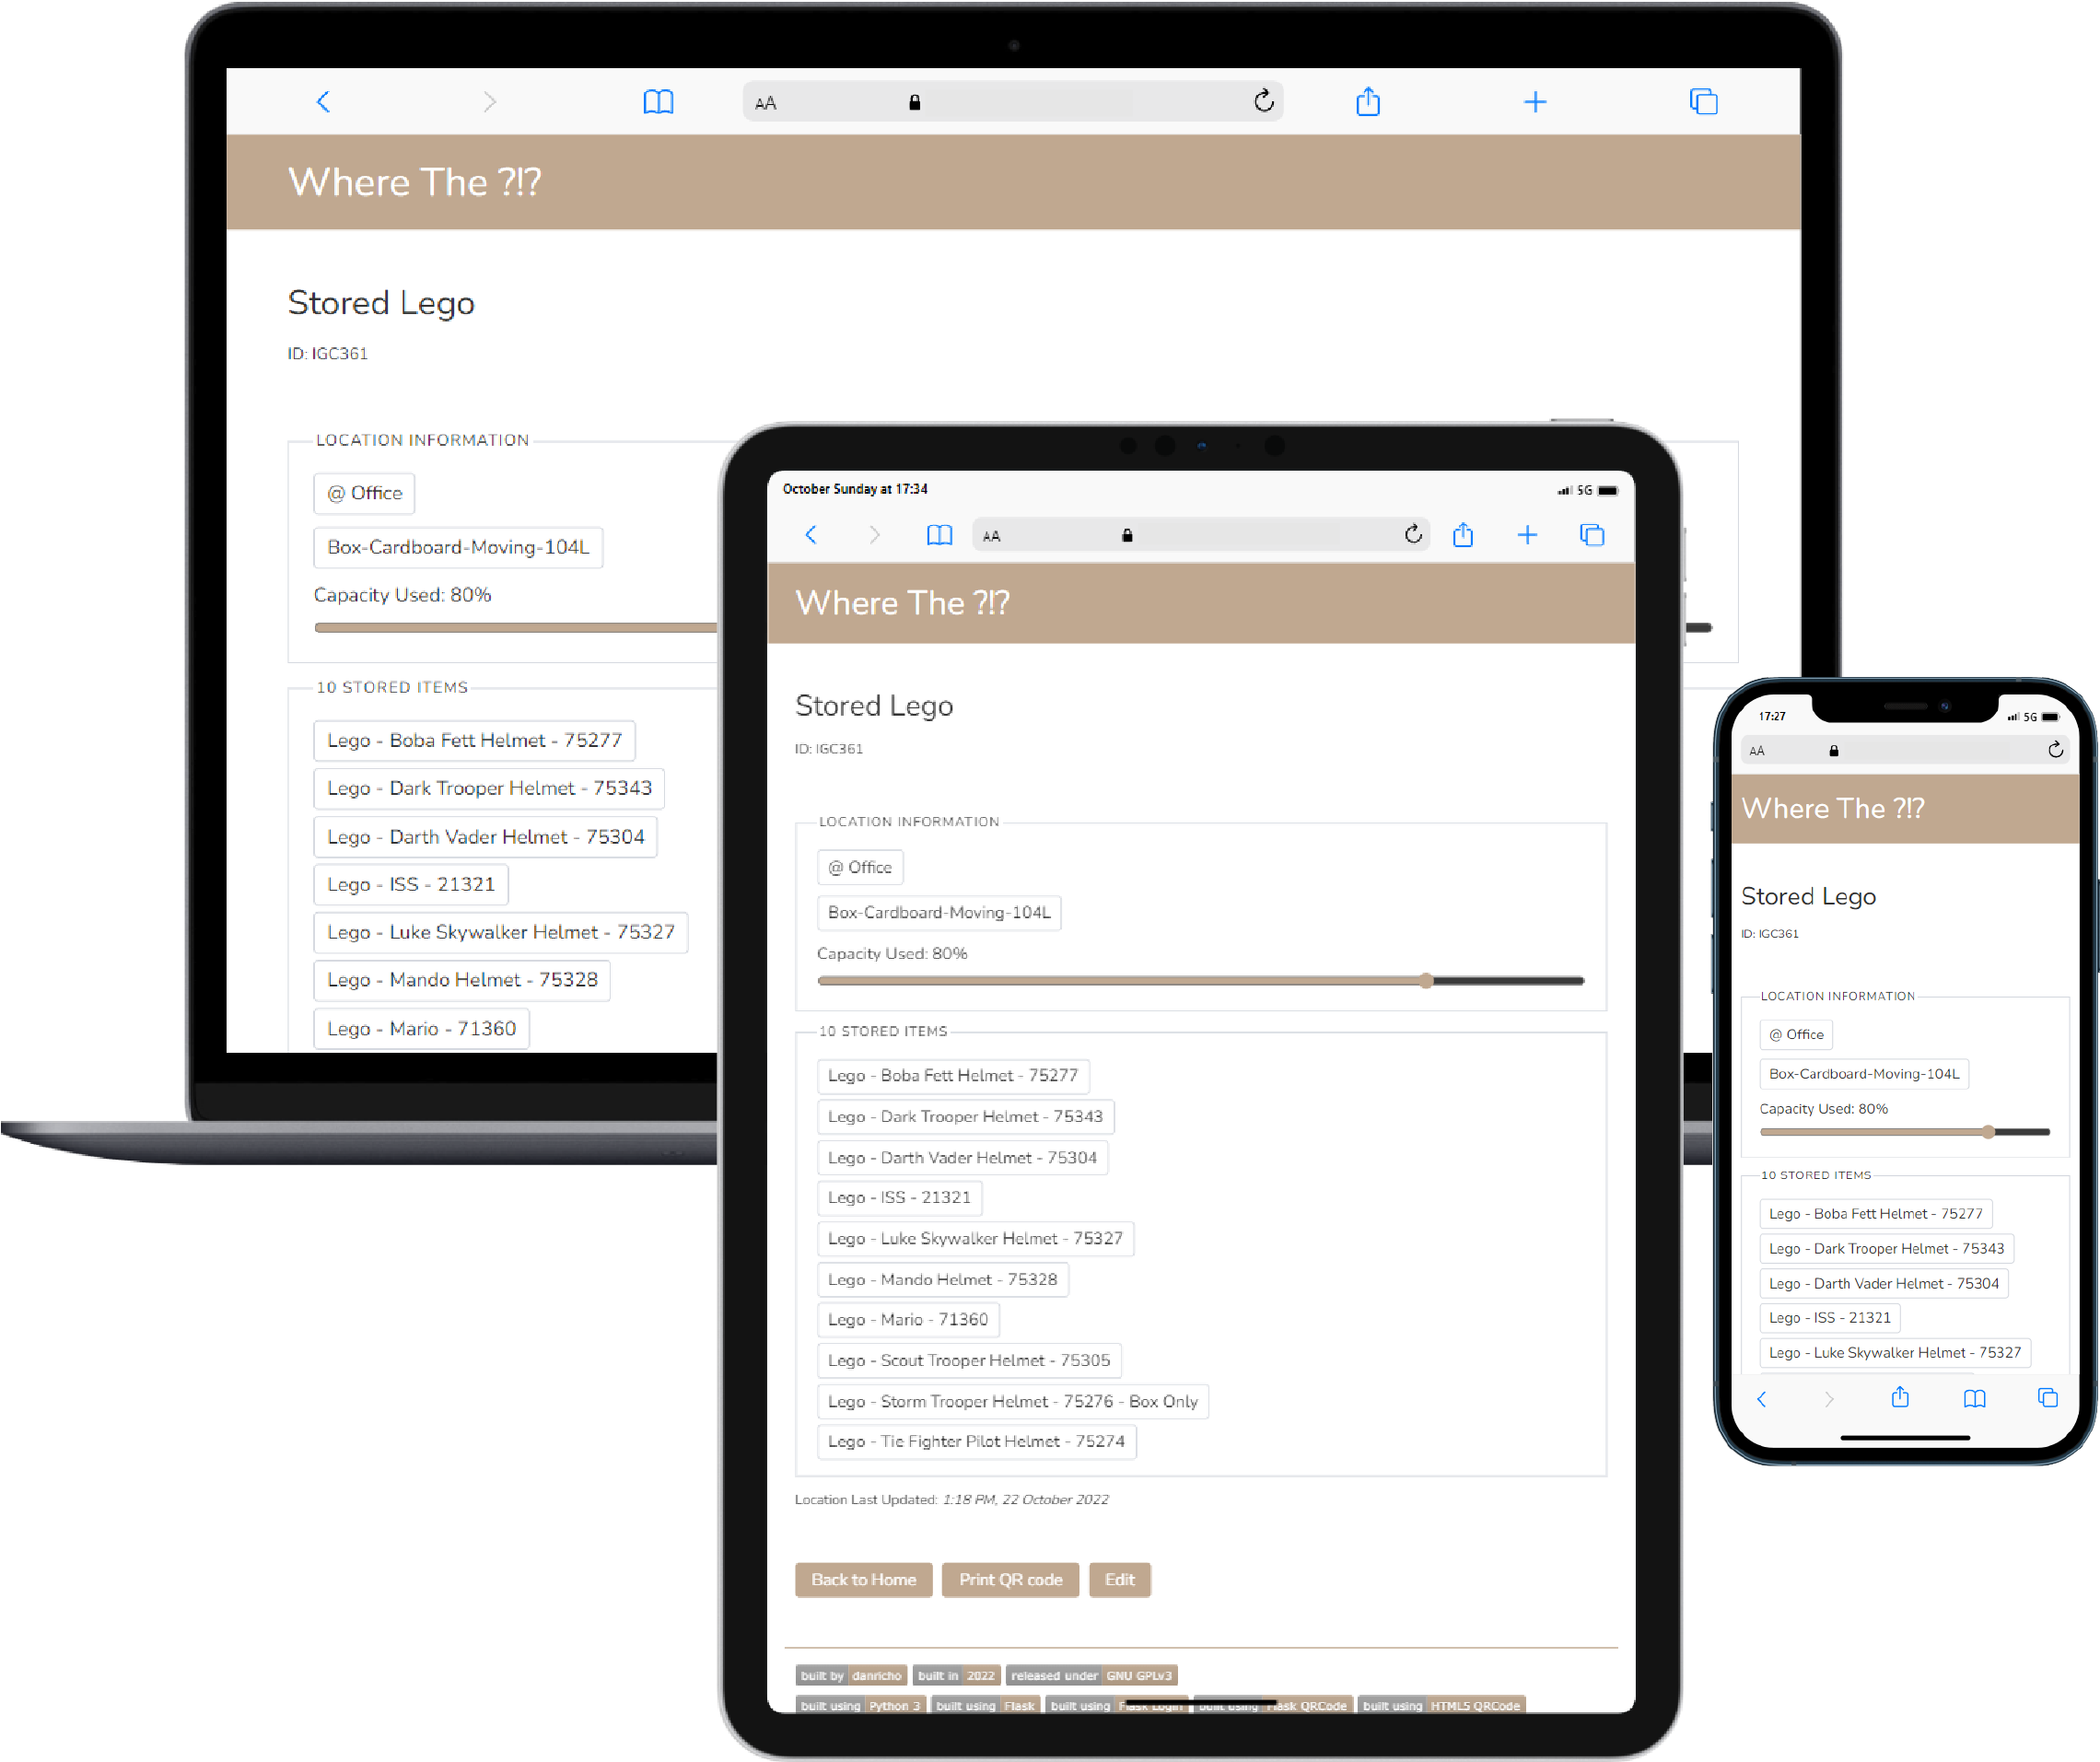 AA
Where The ?!?
Stored Lego
ID: IGC361
LOCATION INFORMATION
@ Office
Box-Cardboard-Moving-104L
Capacity Used: 80%
10 STORED ITEMS
Lego - Boba Fett Helmet - 75277
Lego - Dark Trooper Helmet - 75343
Lego - Darth Vader Helmet - 75304
Lego - ISS - 21321
Lego - Luke Skywalker Helmet - 75327
Lego - Mando Helmet - 75328
Lego - Mario - 71360
October Sunday at 17:34
5G
AA
Where The ?!?
Stored Lego
ID: IGC361
LOCATION INFORMATION
@ Office
Box-Cardboard-Moving-104L
Capacity Used: 80%
10 STORED ITEMS
Lego - Boba Fett Helmet - 75277
Lego - Dark Trooper Helmet - 75343
Lego - Darth Vader Helmet - 75304
Lego - ISS - 21321
Lego - Luke Skywalker Helmet - 75327
Lego - Mando Helmet - 75328
Lego - Mario - 71360
Lego - Scout Trooper Helmet - 75305
Lego - Storm Trooper Helmet - 75276 - Box Only
Lego - Tie Fighter Pilot Helmet - 75274
Location Last Updated: 1:18 PM, 22 October 2022
Back to Home Print QR code Edit
built by danricho built in 2022 released under GNU GPLv3
built using Python 3 built using Flask built using Flask Login built using Flask QRCode built using HTML5 QRCode
17:27 5G
AA
Where The ?!?
Stored Lego
ID: IGC361
LOCATION INFORMATION
@ Office
Box-Cardboard-Moving-104L
Capacity Used: 80%
10 STORED ITEMS
Lego - Boba Fett Helmet - 75277
Lego - Dark Trooper Helmet - 75343
Lego - Darth Vader Helmet - 75304
Lego - ISS - 21321
Lego - Luke Skywalker Helmet - 75327